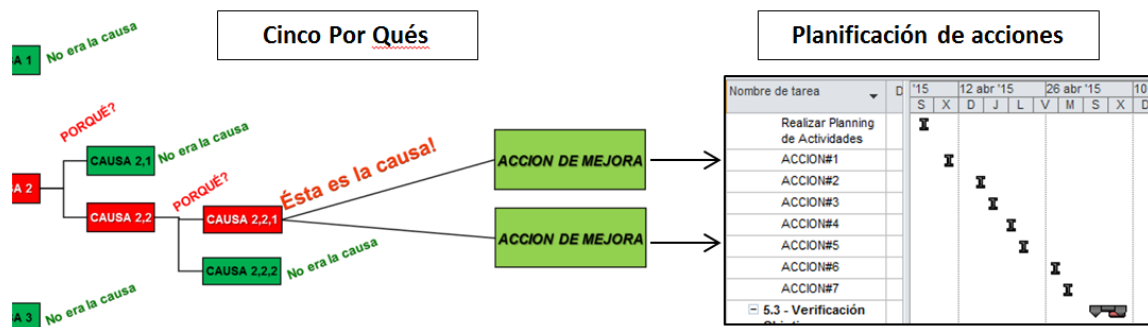 Cinco Por Qués
Planificación de acciones
A 1
No era la causa
PORQUÉ?
CAUSA 2,1
No era la causa
A 2
PORQUÉ?
CAUSA 2,2
CAUSA 2,2,1
Ésta es la causa!
CAUSA 2,2,2
No era la causa
A 3
No era la causa
ACCION DE MEJORA
ACCION DE MEJORA
Nombre de tarea
D
'15
12 abr '15
26 abr '15
10
S X D J L V M S X D
Realizar Planning
de Actividades
ACCION#1
ACCION#2
ACCION#3
ACCION#4
ACCION#5
ACCION#6
ACCION#7
5.3 - Verificación